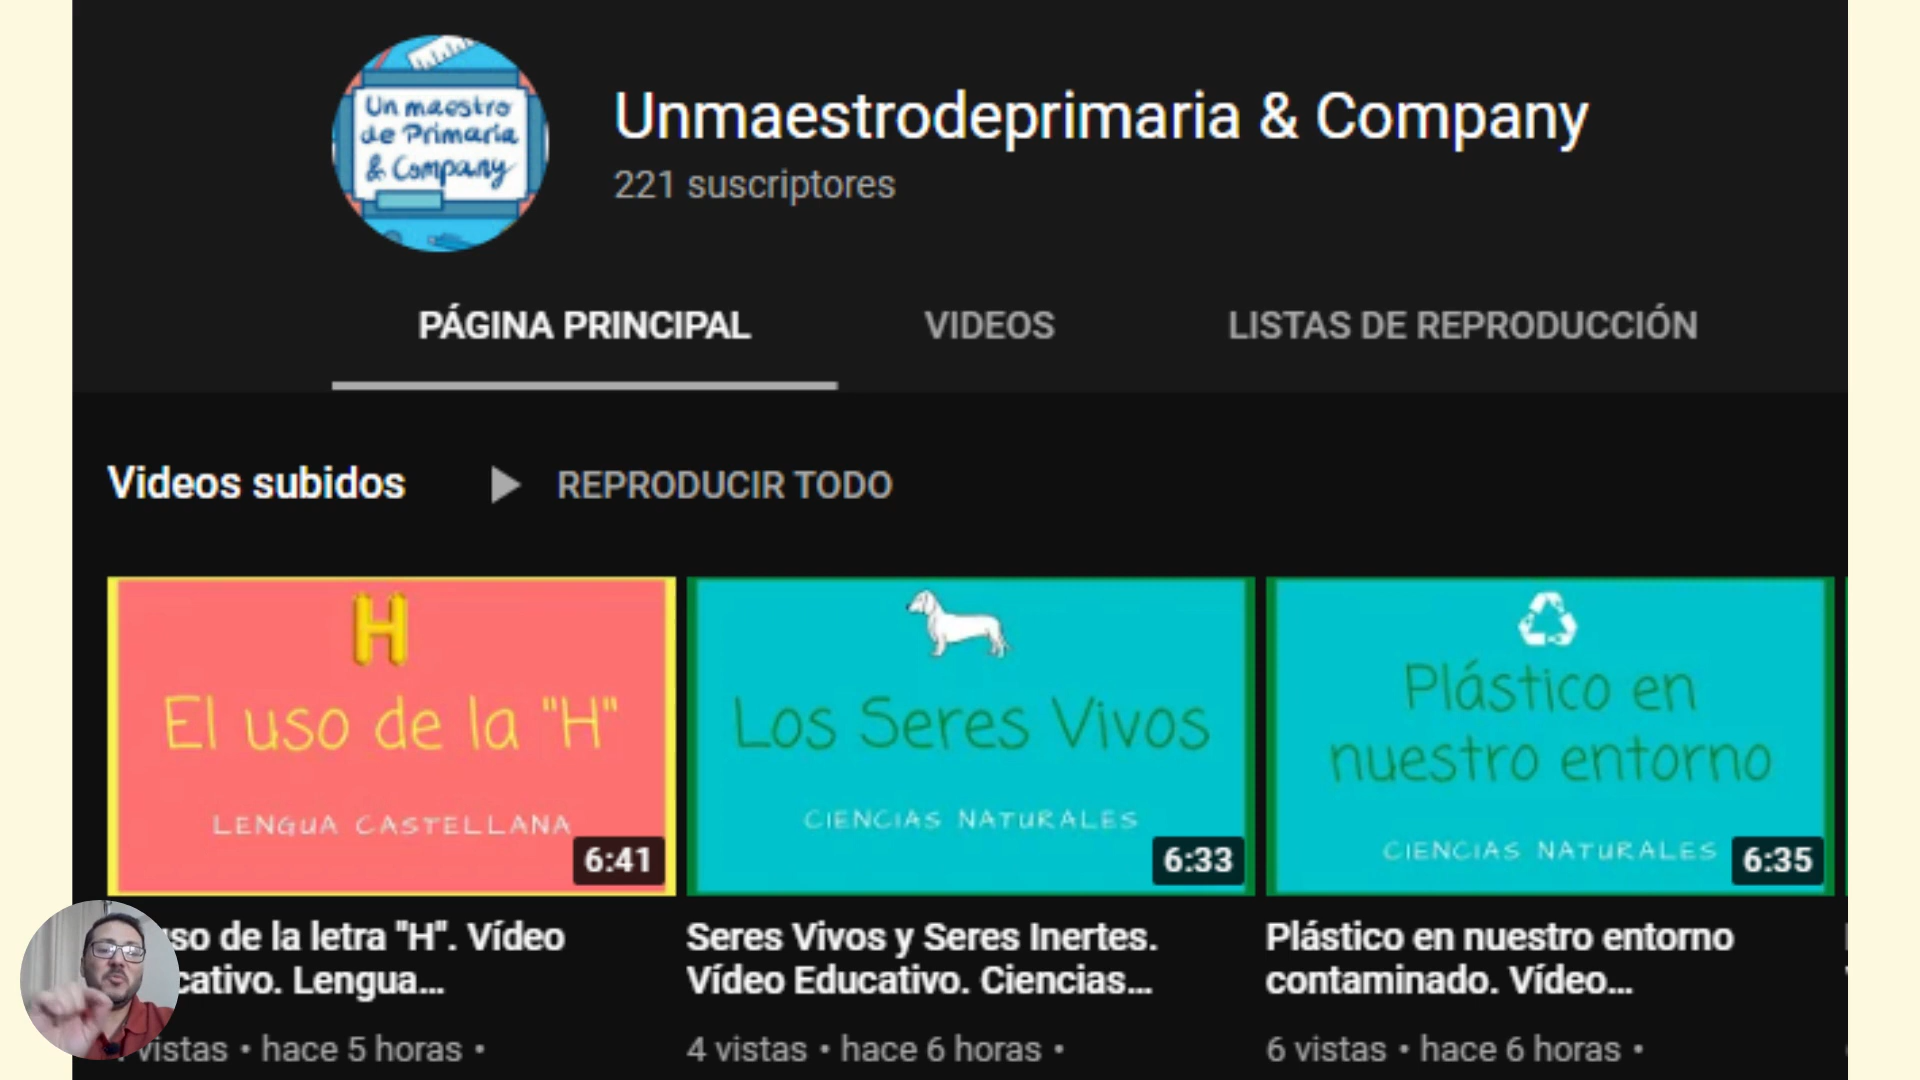 Un maestro
de Primaria
& Company
Unmaestrodeprimaria & Company
221 suscriptores
PÁGINA PRINCIPAL
VIDEOS
LISTAS DE REPRODUCCIÓN
Videos subidos
REPRODUCIR TODO
H
El uso de la "H"
LENGUA CASTELLANA
6:41
Los Seres Vivos
CIENCIAS NATURALES
6:33
Plástico en
nuestro entorno
CIENCIAS NATURALES
6:35
de la letra "H". Vídeo
Lengua...
vistas • hace 5 horas •
Seres Vivos y Seres Inertes.
Vídeo Educativo. Ciencias...
4 vistas • hace 6 horas •
Plástico en nuestro entorno
contaminado. Vídeo...
6 vistas • hace 6 horas •